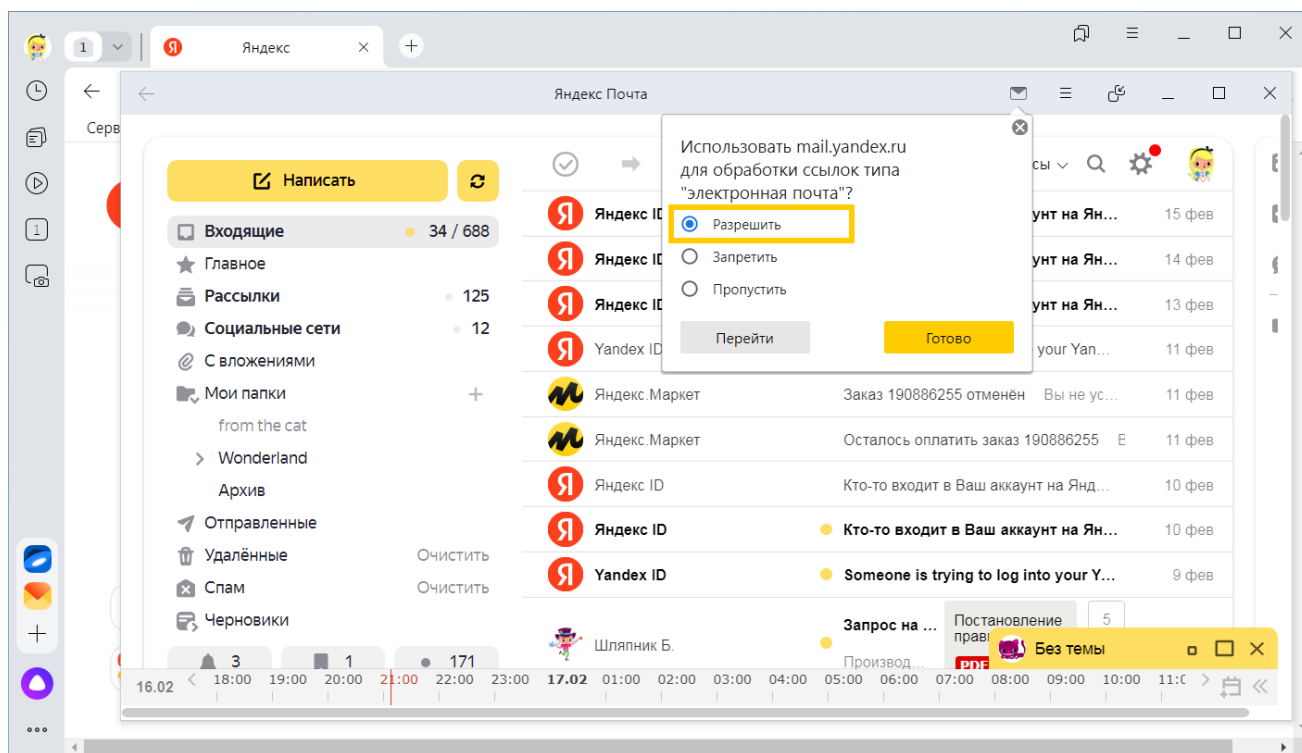 1
Я
Яндекс
Яндекс Почта
Серв
1
Использовать mail.yandex.ru
для обработки ссылок типа
"электронная почта"?
Разрешить
Запретить
Пропустить
Перейти
Готово
Написать
сы
Входящие 34 / 688
Главное
Рассылки 125
Социальные сети 12
С вложениями
Мои папки
from the cat
Wonderland
Архив
Отправленные
Удалённые Очистить
Спам Очистить
Черновики
3 1 171
Я Яндекс ID унт на Ян... 15 фев
Я Яндекс ID унт на Ян... 14 фев
Я Яндекс ID унт на Ян... 13 фев
Я Yandex ID your Yan... 11 фев
Яндекс.Маркет Заказ 190886255 отменён Вы не ус... 11 фев
Яндекс.Маркет Осталось оплатить заказ 190886255 В 11 фев
Я Яндекс ID Кто-то входит в Ваш аккаунт на Янд... 10 фев
Я Яндекс ID Кто-то входит в Ваш аккаунт на Ян... 10 фев
Я Yandex ID Someone is trying to log into your Y... 9 фев
Шляпник Б. Запрос на ...
Производ...
Постановление
прав
PDF
5
Без темы
16.02 18:00 19:00 20:00 21:00 22:00 23:00 17.02 01:00 02:00 03:00 04:00 05:00 06:00 07:00 08:00 09:00 10:00 11: